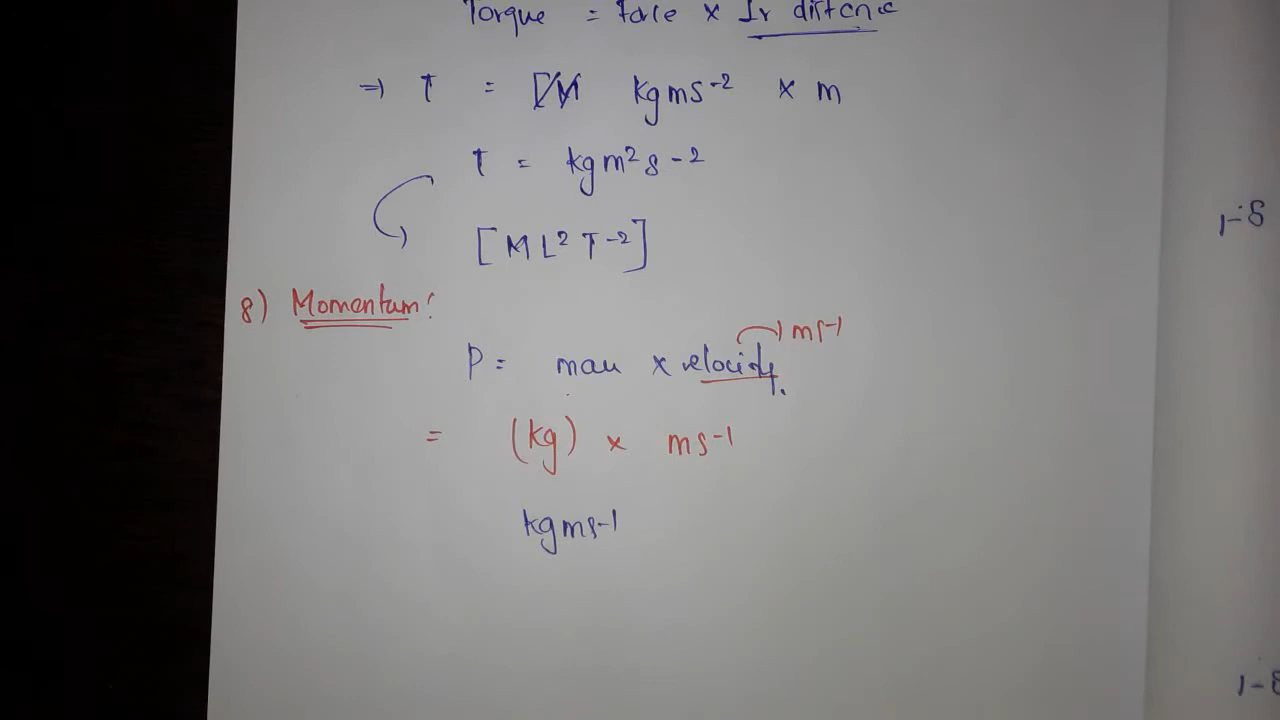 Torque = Force × Ir distance
⇒ T = kgms-2 × m
T = kgm²s-2
[ML²T-2]
8) Momentum:
ms-1
P = mass × velocity.
= (kg) × ms-1
kgms-1